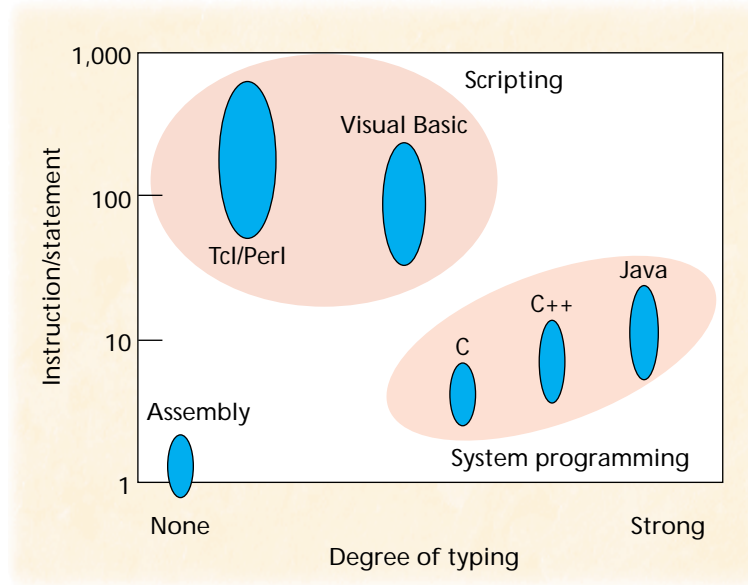 1,000
Scripting
Visual Basic
100
Tcl/Perl
Java
C++
10
C
Assembly
System programming
1
None
Strong
Degree of typing
Instruction/statement